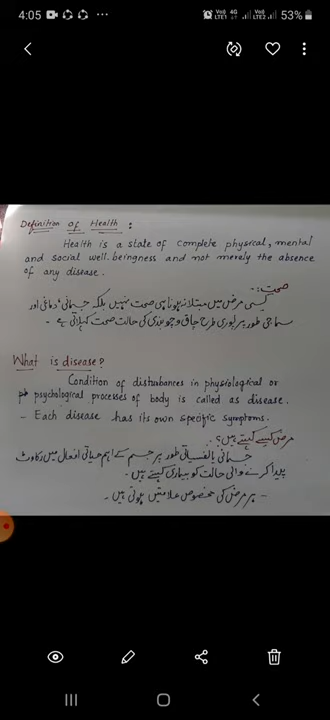 4:05
4G
LTE1
LTE2
53%
Definition of Health :
Health is a state of complete physical, mental
and social well-beingness and not merely the absence
of any disease.
صحت :-
کسی مرض میں مبتلا نہ ہونا ہی صحت نہیں بلکہ جسمانی، دماغی اور
سماجی طور پر پوری طرح چاق و چوبندی کی حالت صحت کہلاتی ہے -
What is disease?
Condition of disturbances in physiological or
psychological processes of body is called as disease.
- Each disease has its own specific symptoms.
مرض کسے کہتے ہیں؟ :
جسمانی یا نفسیاتی طور پر جسم کے اہم حیاتی افعال میں رکاوٹ
پیدا کرنے والی حالت کو بیماری کہتے ہیں -
- ہر مرض کی مخصوص علامتیں ہوتی ہیں -